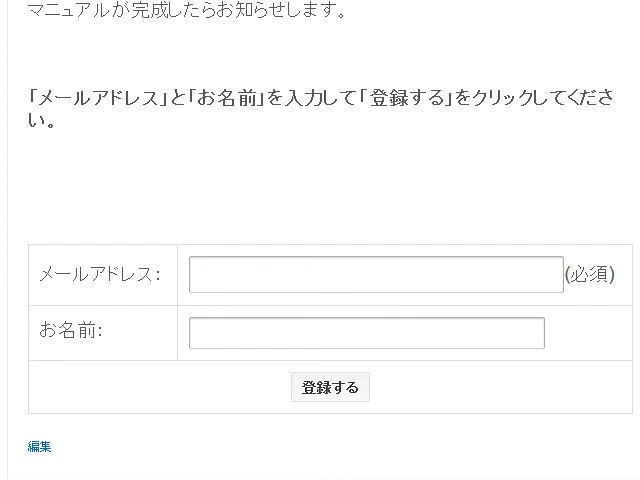 マニュアルが完成したらお知らせします。
「メールアドレス」と「お名前」を入力して「登録する」をクリックしてくださ
い。
メールアドレス: (必須)
お名前:
登録する
編集